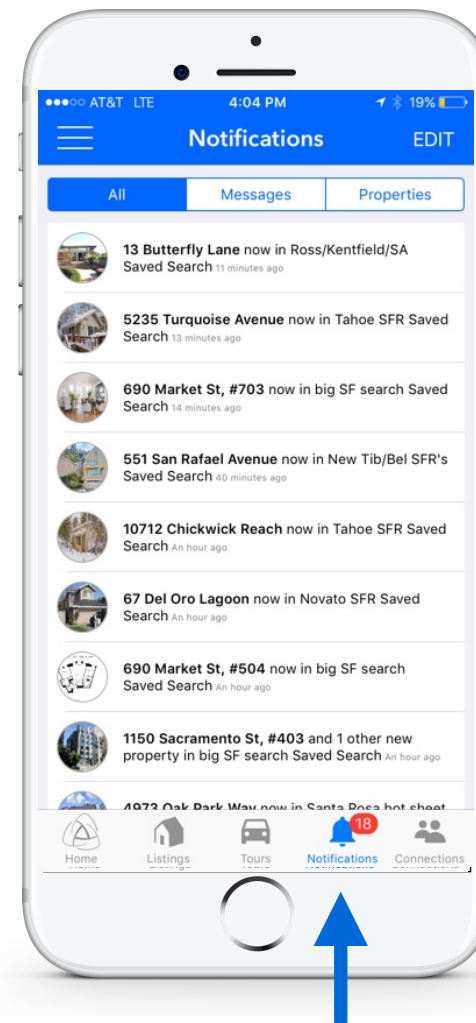 AT&T LTE 4:04 PM 19%
Notifications EDIT
All Messages Properties
13 Butterfly Lane now in Ross/Kentfield/SA
Saved Search 11 minutes ago
5235 Turquoise Avenue now in Tahoe SFR Saved
Search 13 minutes ago
690 Market St, #703 now in big SF search Saved
Search 14 minutes ago
551 San Rafael Avenue now in New Tib/Bel SFR's
Saved Search 40 minutes ago
10712 Chickwick Reach now in Tahoe SFR Saved
Search An hour ago
67 Del Oro Lagoon now in Novato SFR Saved
Search An hour ago
690 Market St, #504 now in big SF search
Saved Search An hour ago
1150 Sacramento St, #403 and 1 other new
property in big SF search Saved Search An hour ago
4973 Oak Park Way now in Santa Rosa hot sheet
18
Home Listings Tours Notifications Connections